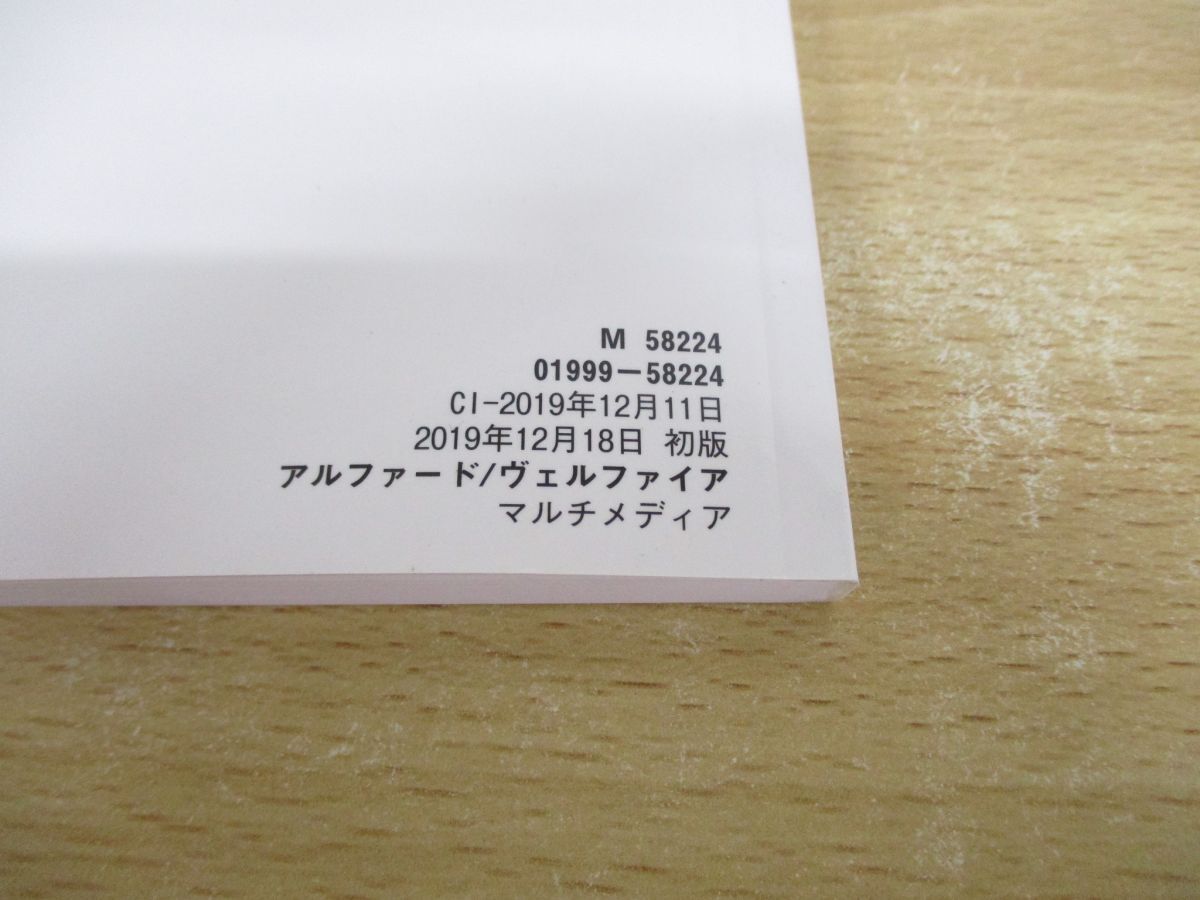 M 58224
01999-58224
CI-2019年12月11日
2019年12月18日 初版
アルファード/ヴェルファイア
マルチメディア